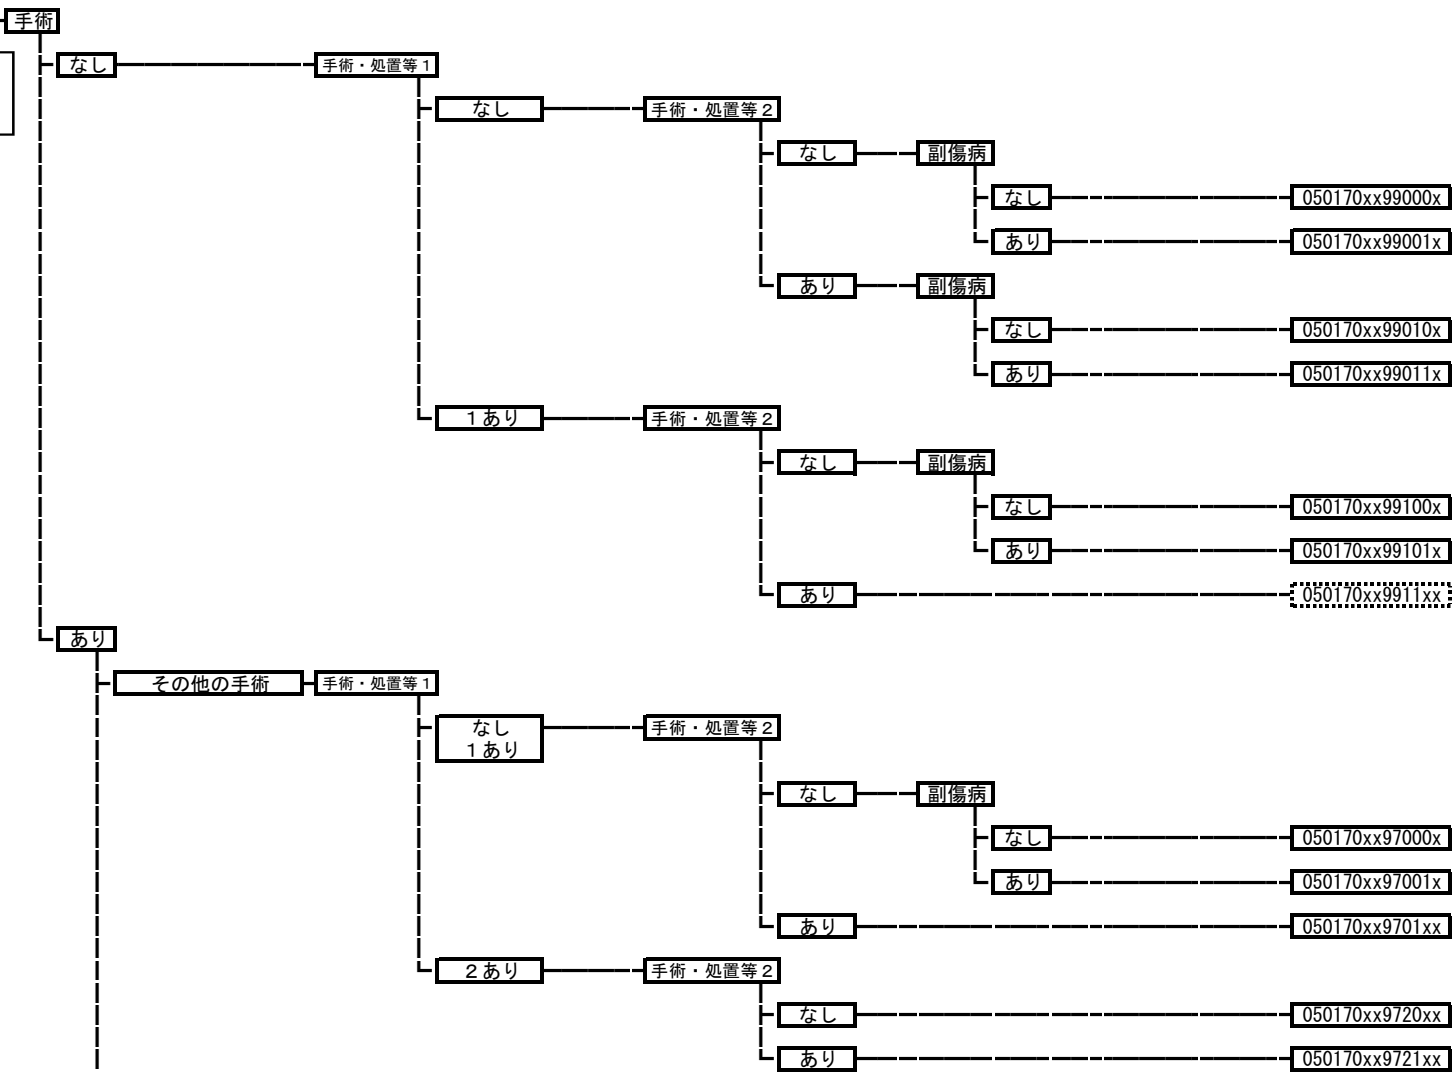 手術
なし 手術・処置等１
なし 手術・処置等２
なし 副傷病
なし 050170xx99000x
あり 050170xx99001x
あり 副傷病
なし 050170xx99010x
あり 050170xx99011x
１あり 手術・処置等２
なし 副傷病
なし 050170xx99100x
あり 050170xx99101x
あり 050170xx9911xx
あり
その他の手術 手術・処置等１
なし 手術・処置等２
１あり
なし 副傷病
なし 050170xx97000x
あり 050170xx97001x
あり 050170xx9701xx
２あり 手術・処置等２
なし 050170xx9720xx
あり 050170xx9721xx